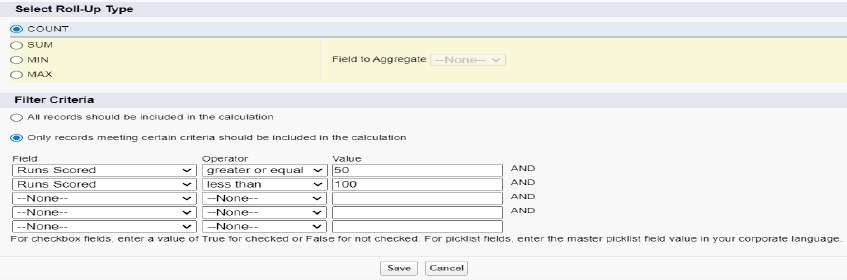 Select Roll-Up Type
COUNT
SUM
MIN Field to Aggregate --None--
MAX
Filter Criteria
All records should be included in the calculation
Only records meeting certain criteria should be included in the calculation
Field Operator Value
Runs Scored greater or equal 50 AND
Runs Scored less than 100 AND
--None-- --None-- AND
--None-- --None-- AND
--None-- --None--
For checkbox fields, enter a value of True for checked or False for not checked. For picklist fields, enter the master picklist field value in your corporate language.
Save Cancel